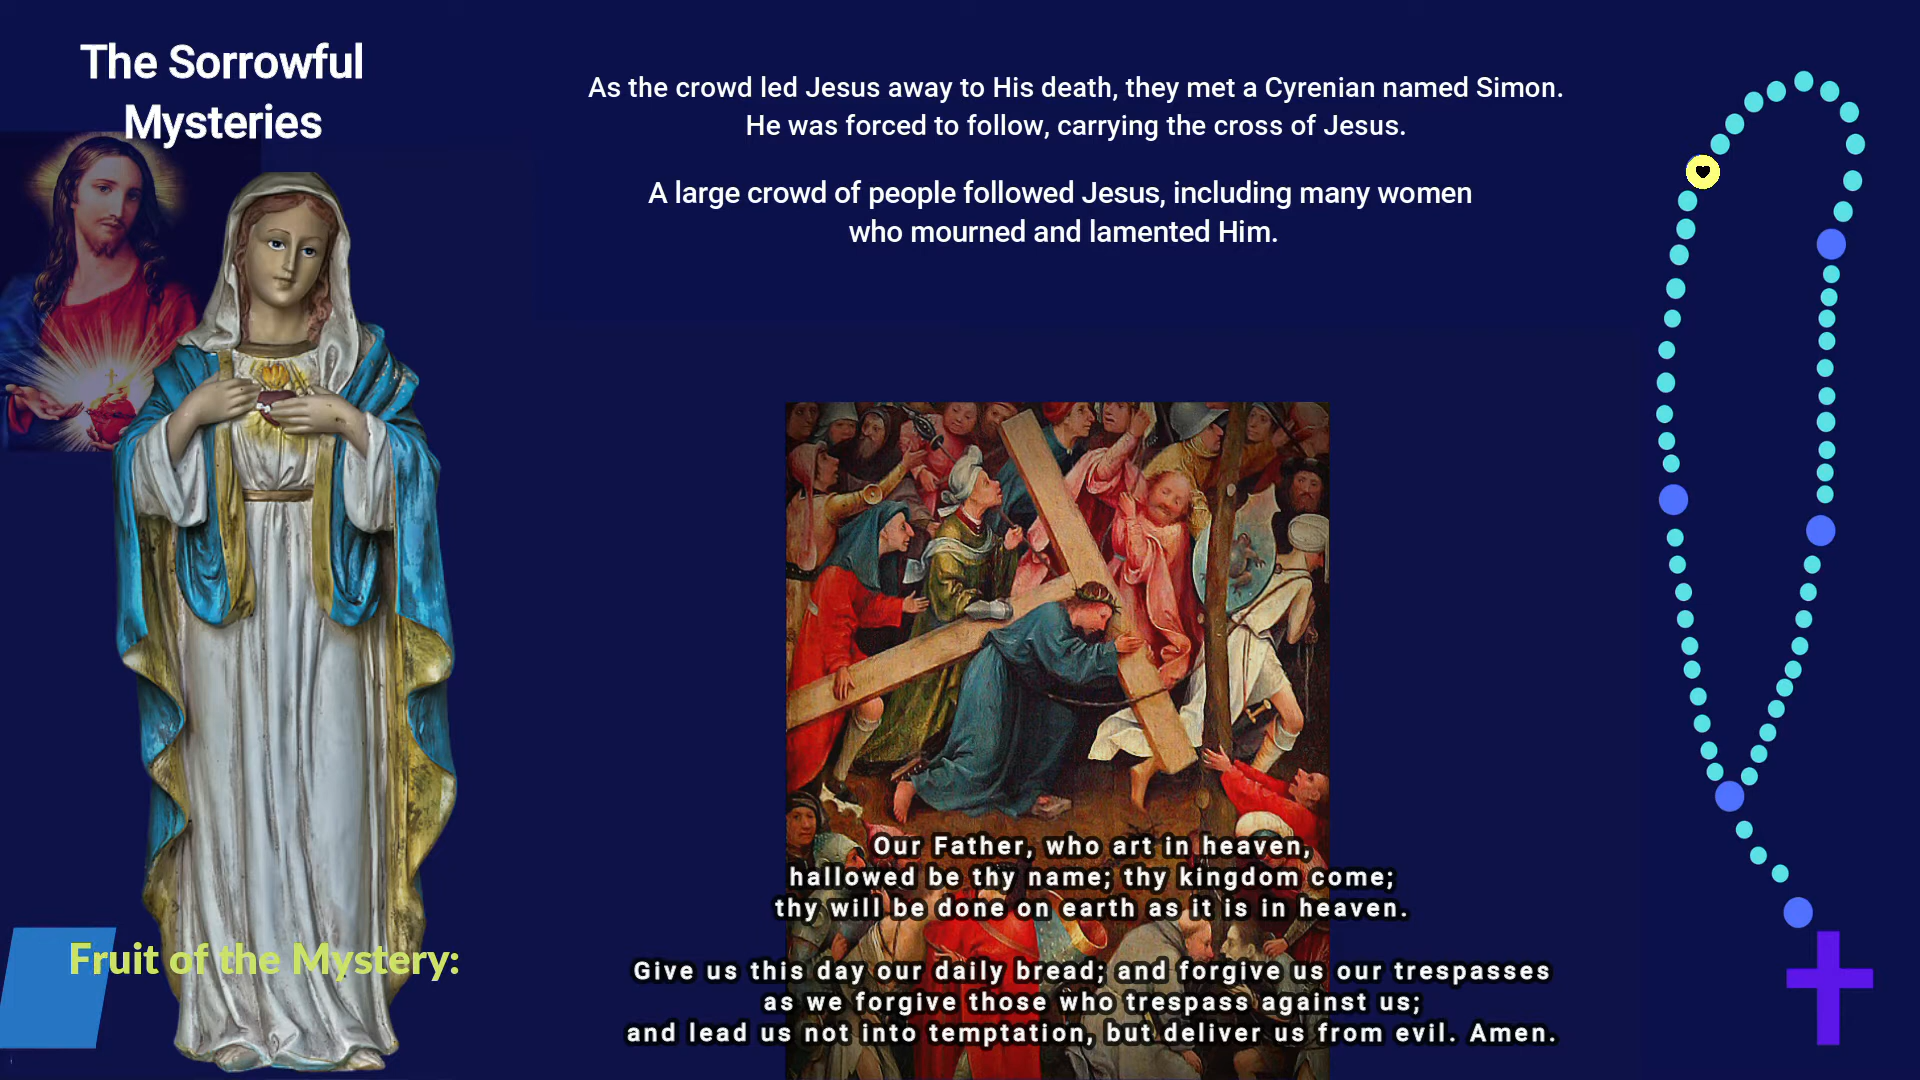 The Sorrowful
Mysteries
As the crowd led Jesus away to His death, they met a Cyrenian named Simon.
He was forced to follow, carrying the cross of Jesus.
A large crowd of people followed Jesus, including many women
who mourned and lamented Him.
Our Father, who art in heaven,
hallowed be thy name; thy kingdom come;
thy will be done on earth as it is in heaven.
Give us this day our daily bread; and forgive us our trespasses
as we forgive those who trespass against us;
and lead us not into temptation, but deliver us from evil. Amen.
Fruit of the Mystery: